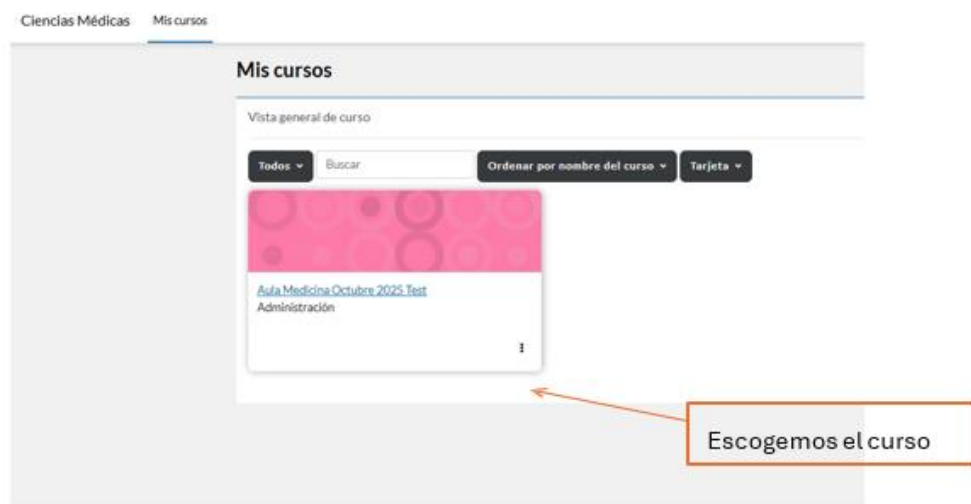 Ciencias Médicas Mis cursos
Mis cursos
Vista general de curso
Todos Buscar Ordenar por nombre del curso Tarjeta
Aula Medicina Octubre 2025 Test
Administración
Escogemos el curso